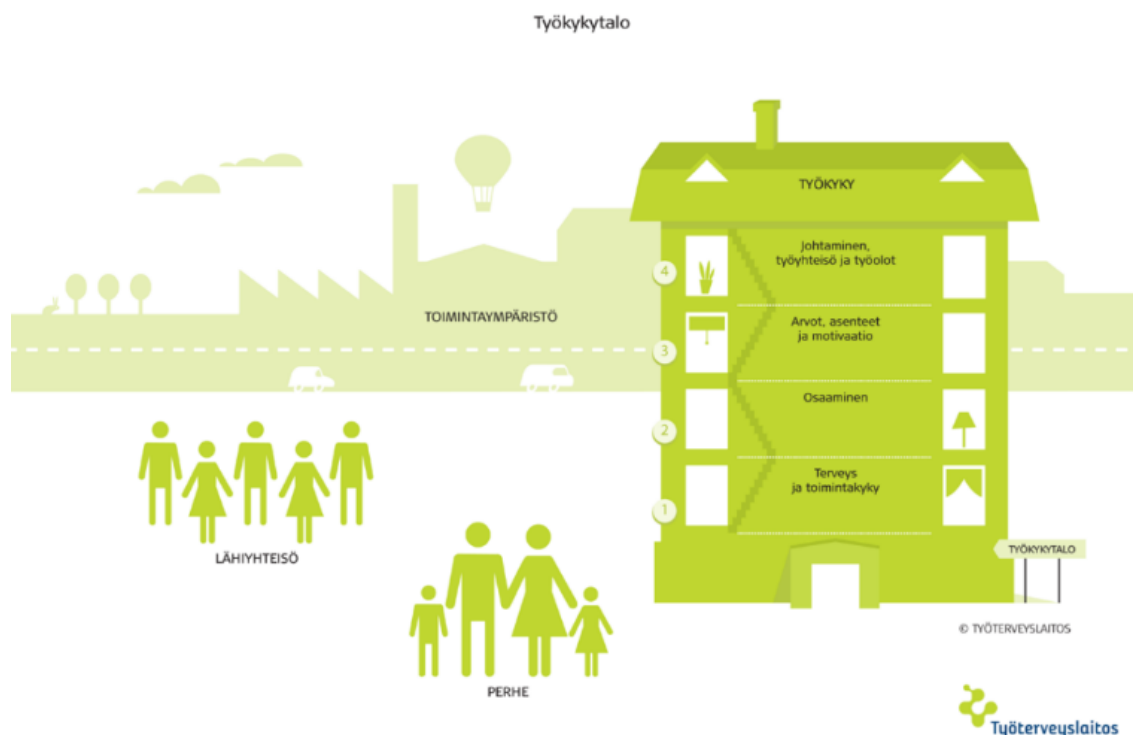 Työkykytalo
TYÖKYKY
4
Johtaminen,
työyhteisö ja työolot
TOIMINTAYMPÄRISTÖ
3
Arvot, asenteet
ja motivaatio
2
Osaaminen
1
Terveys
ja toimintakyky
LÄHIYHTEISÖ
TYÖKYKYTALO
© TYÖTERVEYSLAITOS
PERHE
Työterveyslaitos